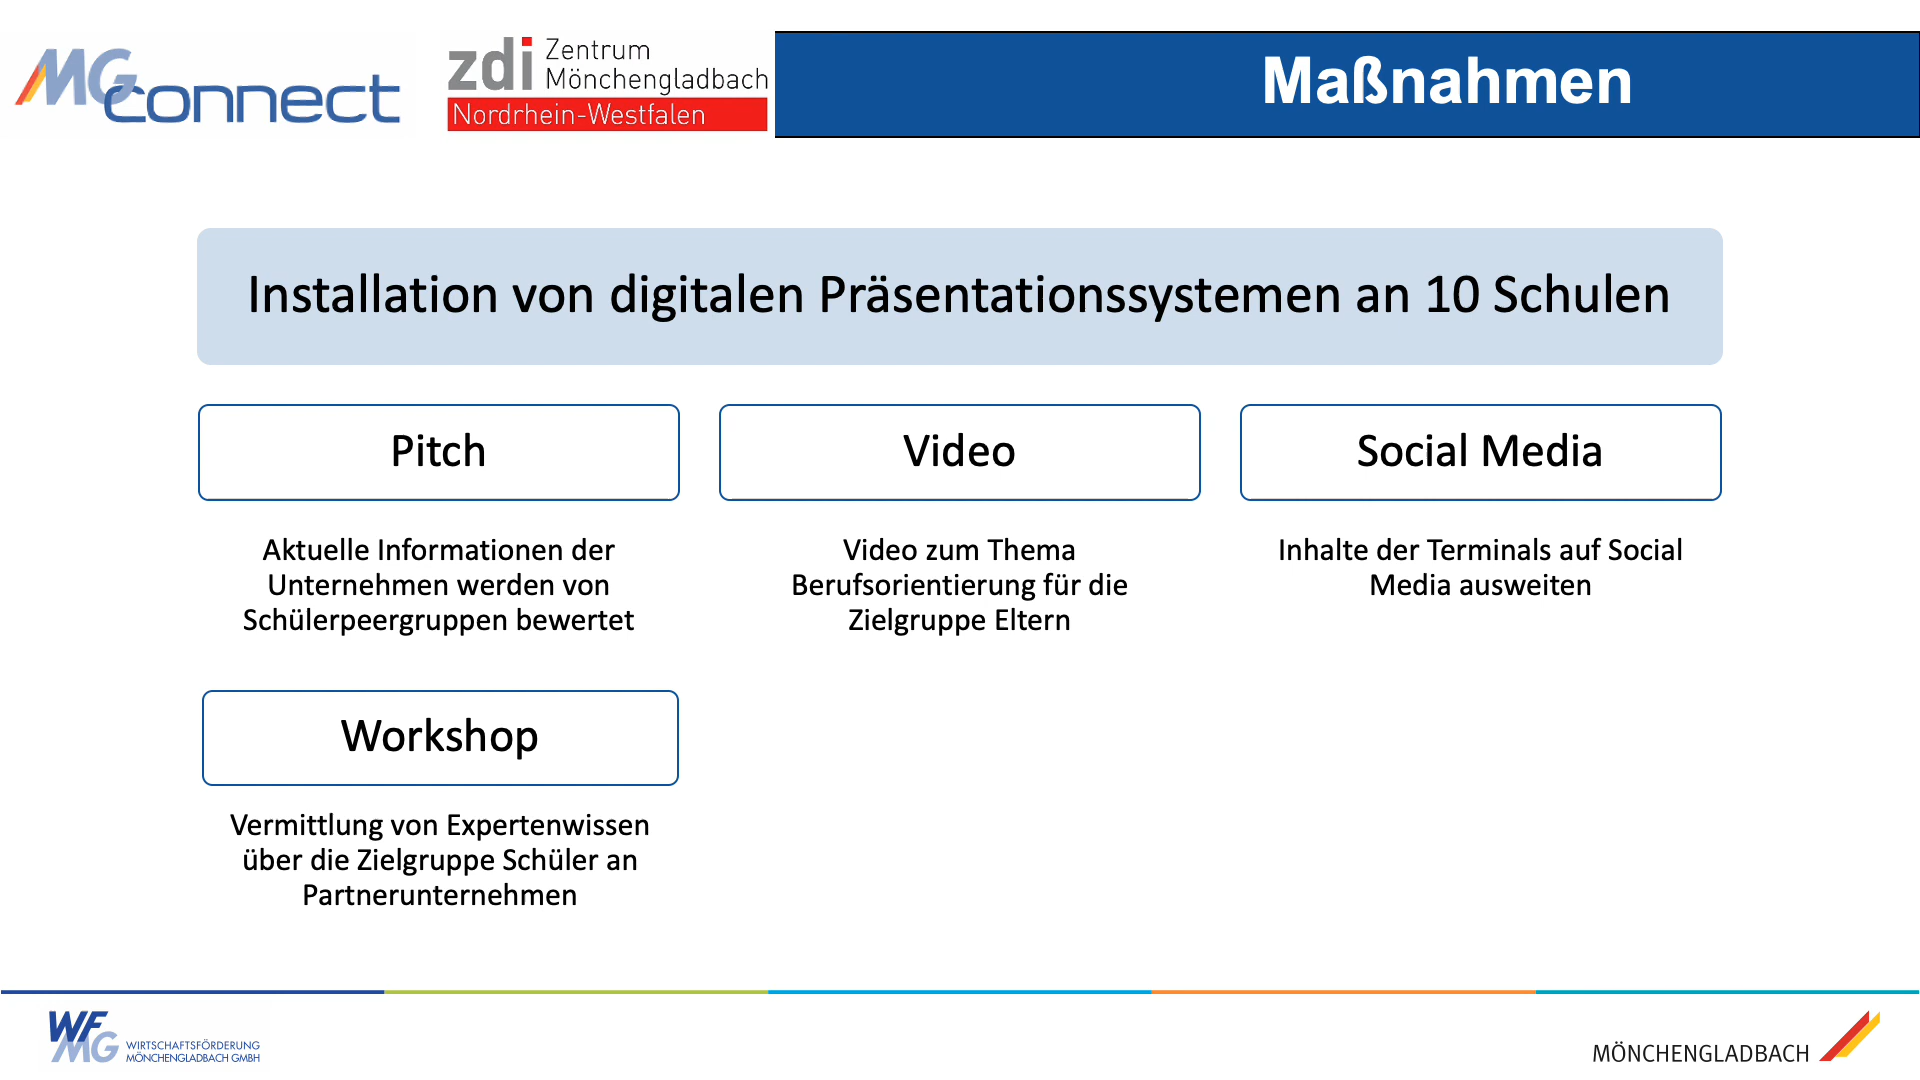 MG connect
zdi Zentrum
Mönchengladbach
Nordrhein-Westfalen
Maßnahmen
Installation von digitalen Präsentationssystemen an 10 Schulen
Pitch
Aktuelle Informationen der
Unternehmen werden von
Schülerpeergruppen bewertet
Video
Video zum Thema
Berufsorientierung für die
Zielgruppe Eltern
Social Media
Inhalte der Terminals auf Social
Media ausweiten
Workshop
Vermittlung von Expertenwissen
über die Zielgruppe Schüler an
Partnerunternehmen
WFMG
WIRTSCHAFTSFÖRDERUNG
MÖNCHENGLADBACH GMBH
MÖNCHENGLADBACH